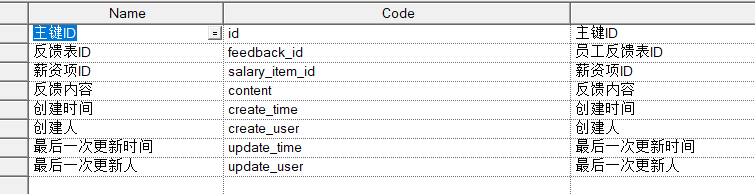 Name Code
主键ID = id 主键ID
反馈表ID feedback_id 员工反馈表ID
薪资项ID salary_item_id 薪资项ID
反馈内容 content 反馈内容
创建时间 create_time 创建时间
创建人 create_user 创建人
最后一次更新时间 update_time 最后一次更新时间
最后一次更新人 update_user 最后一次更新人